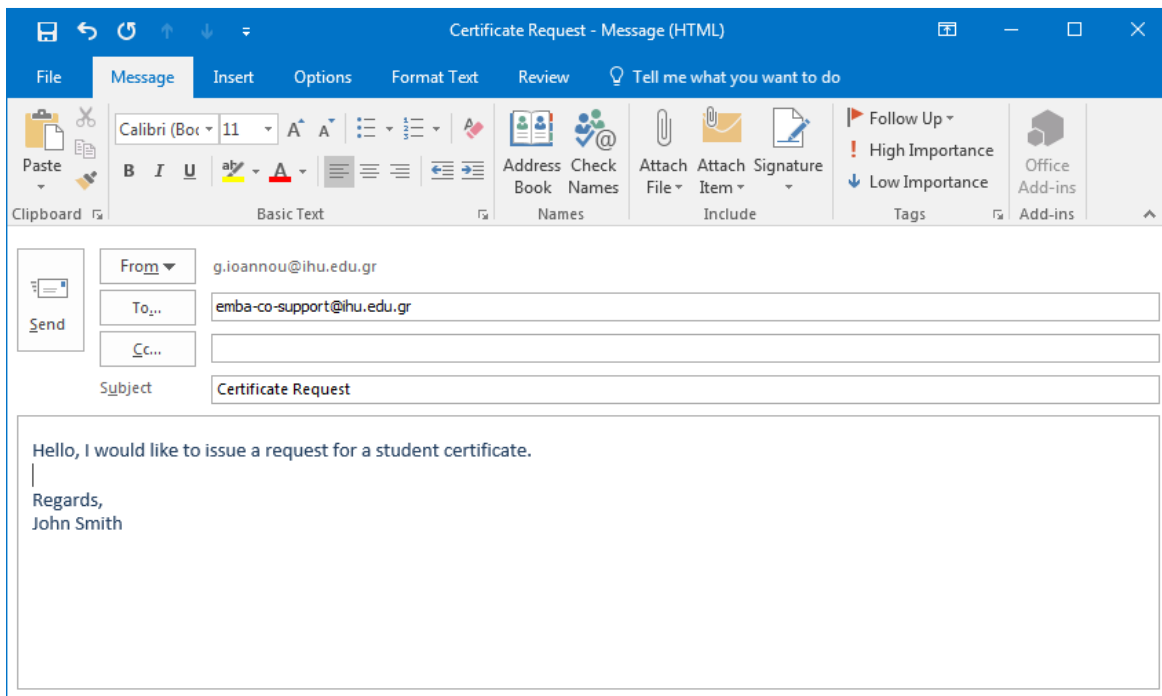 Certificate Request - Message (HTML)
File Message Insert Options Format Text Review Tell me what you want to do
Paste
Clipboard
Calibri (Boc 11 A A
B I U aby A
Basic Text
Address Book Check Names
Names
Attach File Attach Item Signature
Include
Follow Up
High Importance
Low Importance
Tags
Office Add-ins
Add-ins
Send
From g.ioannou@ihu.edu.gr
To... emba-co-support@ihu.edu.gr
Cc...
Subject Certificate Request
Hello, I would like to issue a request for a student certificate.
Regards,
John Smith